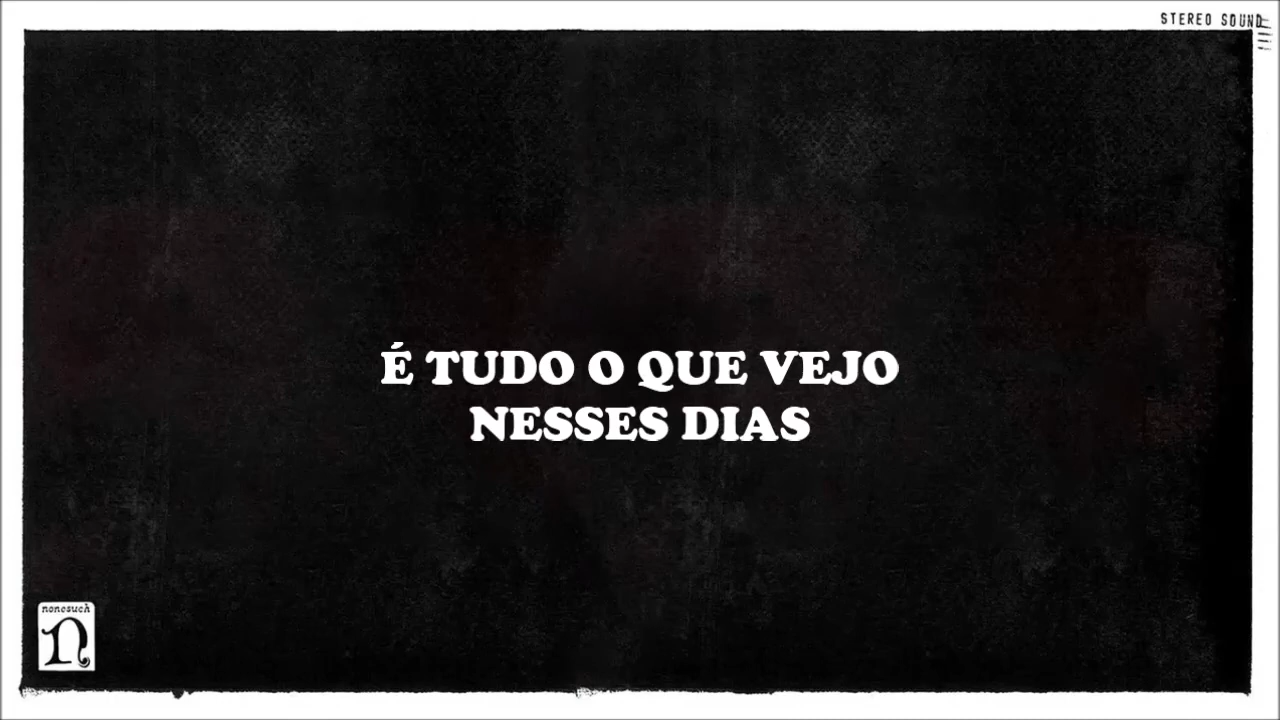 STEREO SOUND
É TUDO O QUE VEJO
NESSES DIAS
nonesuch
n